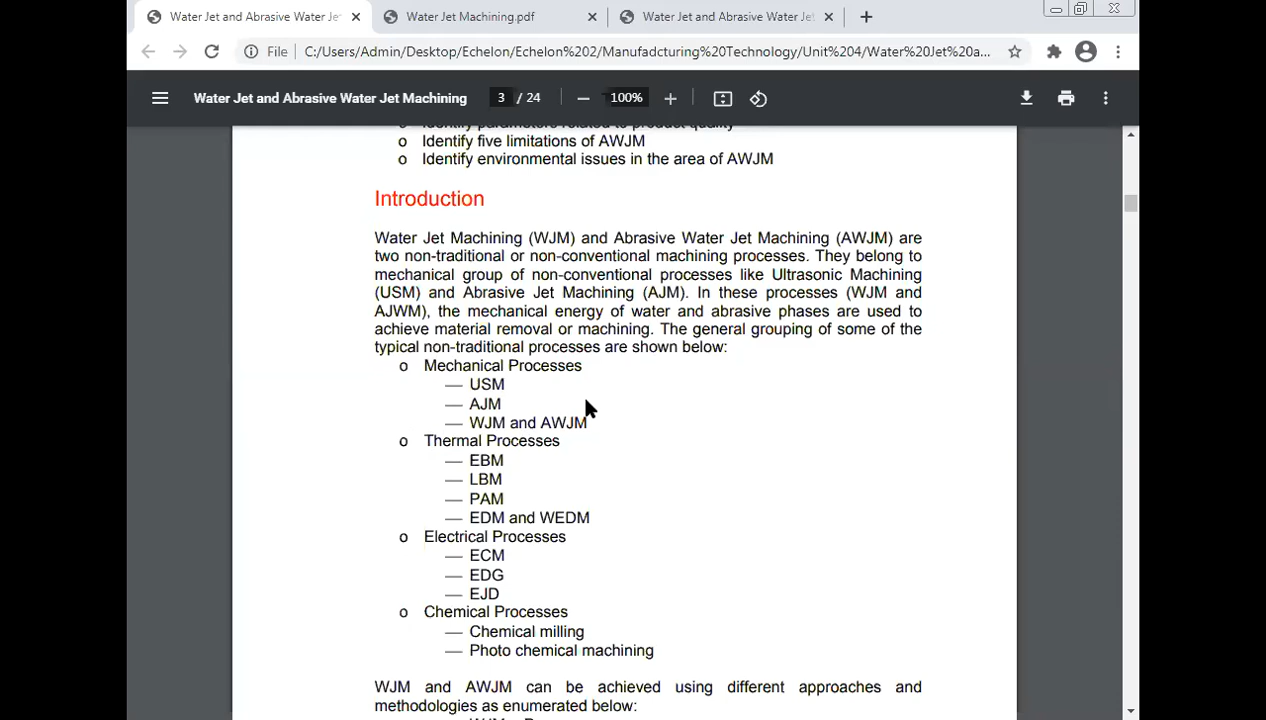 Water Jet and Abrasive Water Je
Water Jet Machining.pdf
Water Jet and Abrasive Water Jet
File
C:/Users/Admin/Desktop/Echelon/Echelon%202/Manufadcturing%20Technology/Unit%204/Water%20Jet%20a...
Water Jet and Abrasive Water Jet Machining
3 / 24
100%
o Identify parameters related to product quality
o Identify five limitations of AWJM
o Identify environmental issues in the area of AWJM
Introduction
Water Jet Machining (WJM) and Abrasive Water Jet Machining (AWJM) are
two non-traditional or non-conventional machining processes. They belong to
mechanical group of non-conventional processes like Ultrasonic Machining
(USM) and Abrasive Jet Machining (AJM). In these processes (WJM and
AJWM), the mechanical energy of water and abrasive phases are used to
achieve material removal or machining. The general grouping of some of the
typical non-traditional processes are shown below:
o Mechanical Processes
— USM
— AJM
— WJM and AWJM
o Thermal Processes
— EBM
— LBM
— PAM
— EDM and WEDM
o Electrical Processes
— ECM
— EDG
— EJD
o Chemical Processes
— Chemical milling
— Photo chemical machining
WJM and AWJM can be achieved using different approaches and
methodologies as enumerated below: